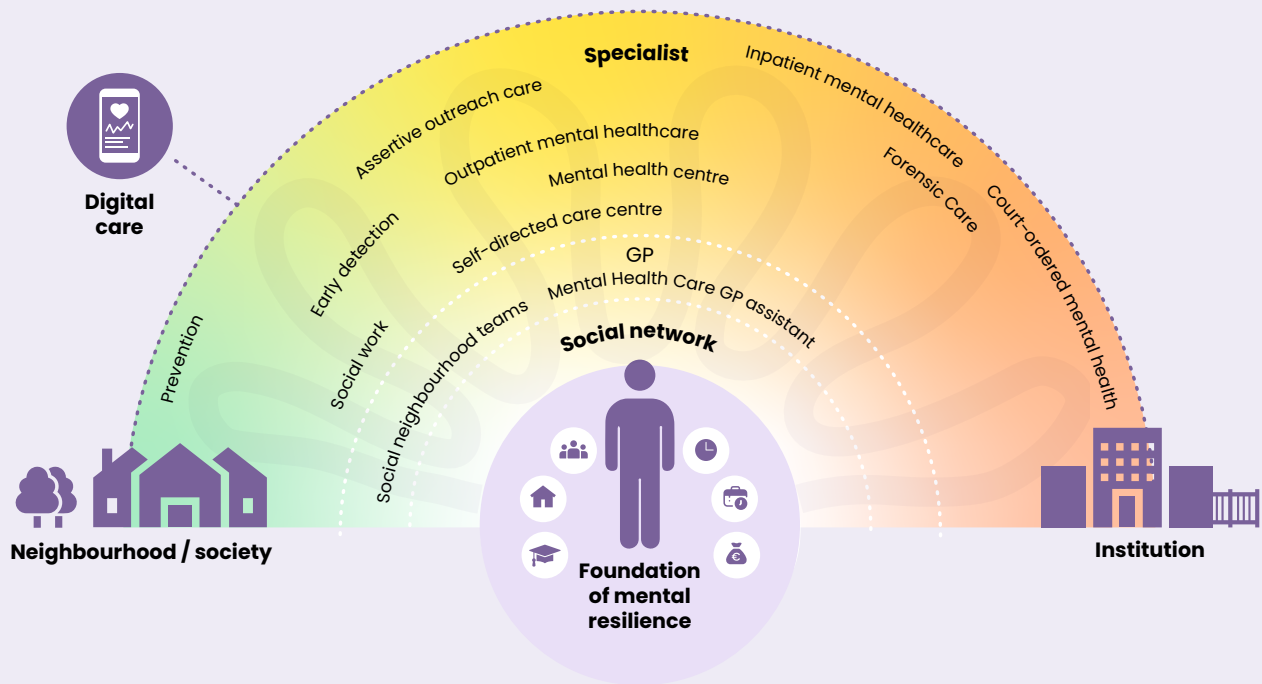 Specialist
Inpatient mental healthcare
Assertive outreach care
Outpatient mental healthcare
Forensic Care
Mental health centre
Court-ordered mental health
Digital
care
Self-directed care centre
Early detection
GP
Mental Health Care GP assistant
Social neighbourhood teams
Prevention
Social work
Social network
Neighbourhood / society
Institution
Foundation
of mental
resilience
€